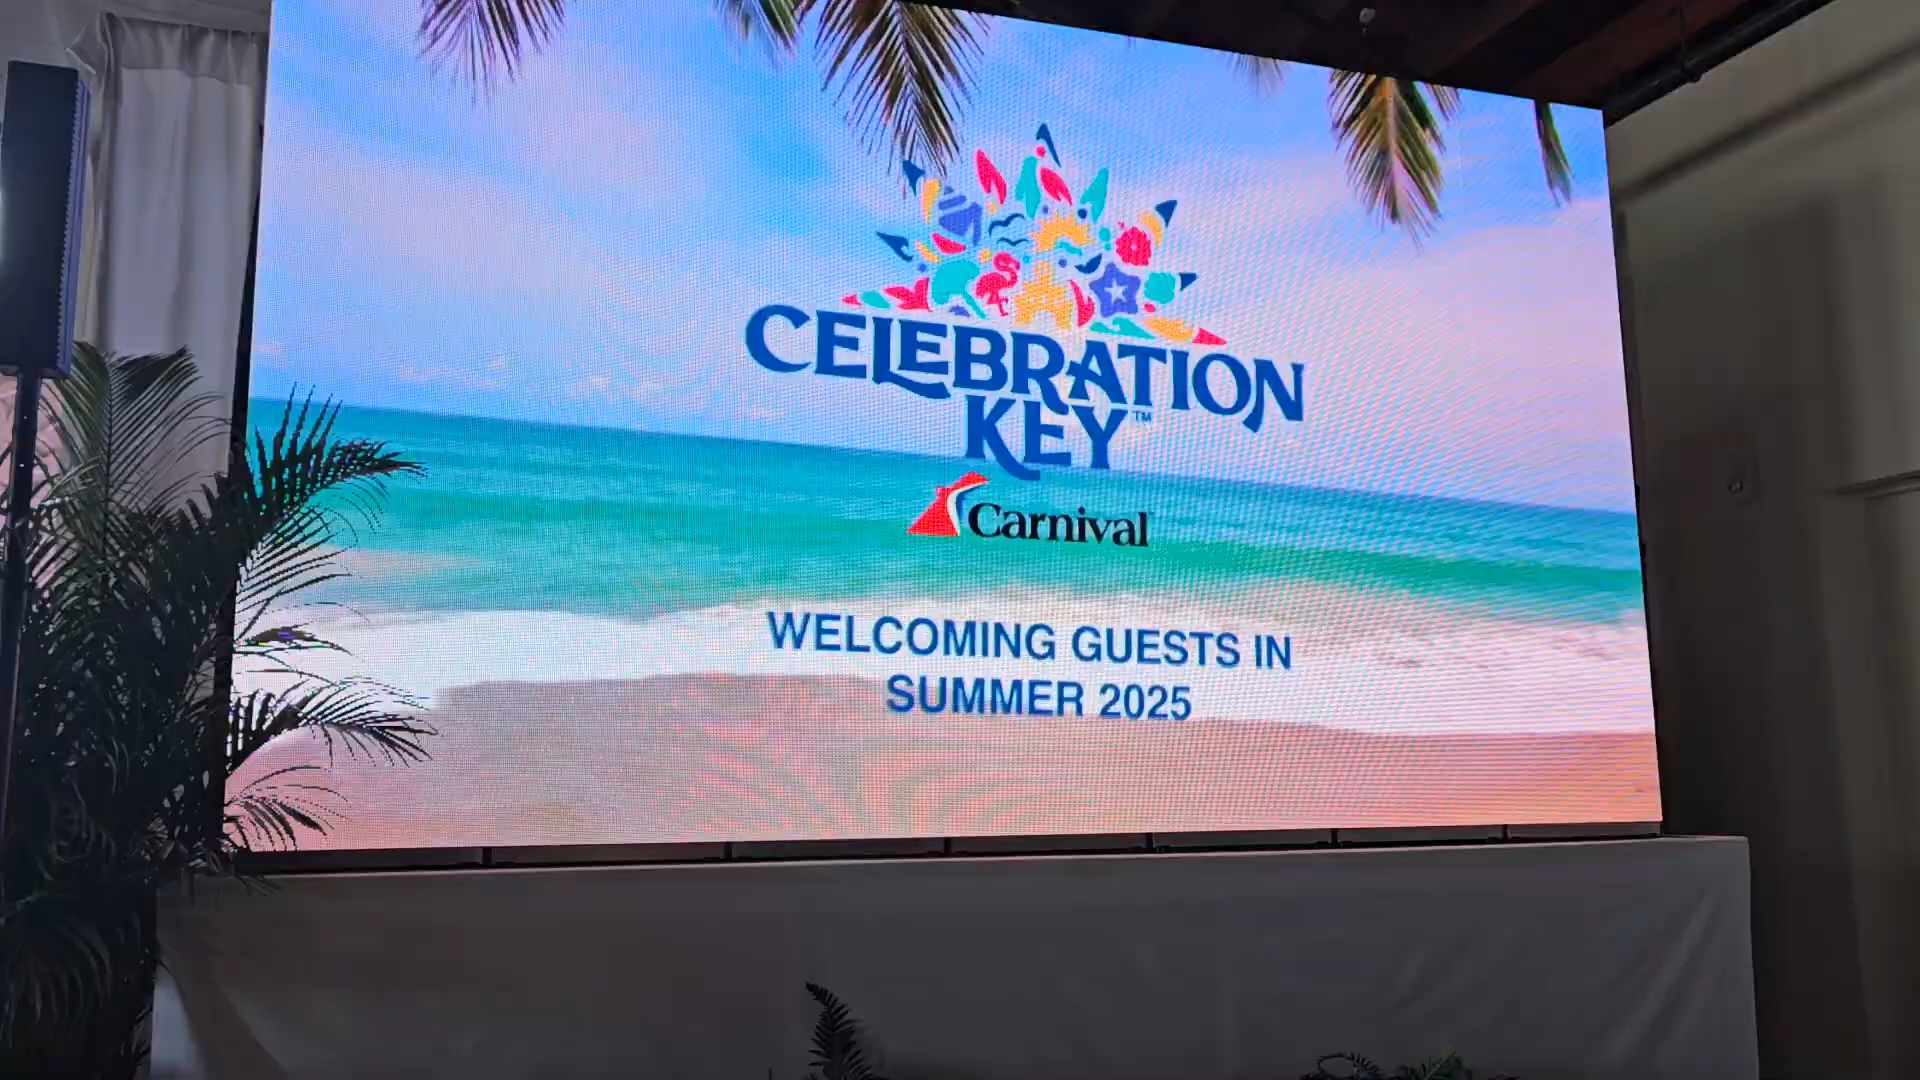 CELEBRATION
KEY™
Carnival
WELCOMING GUESTS IN
SUMMER 2025